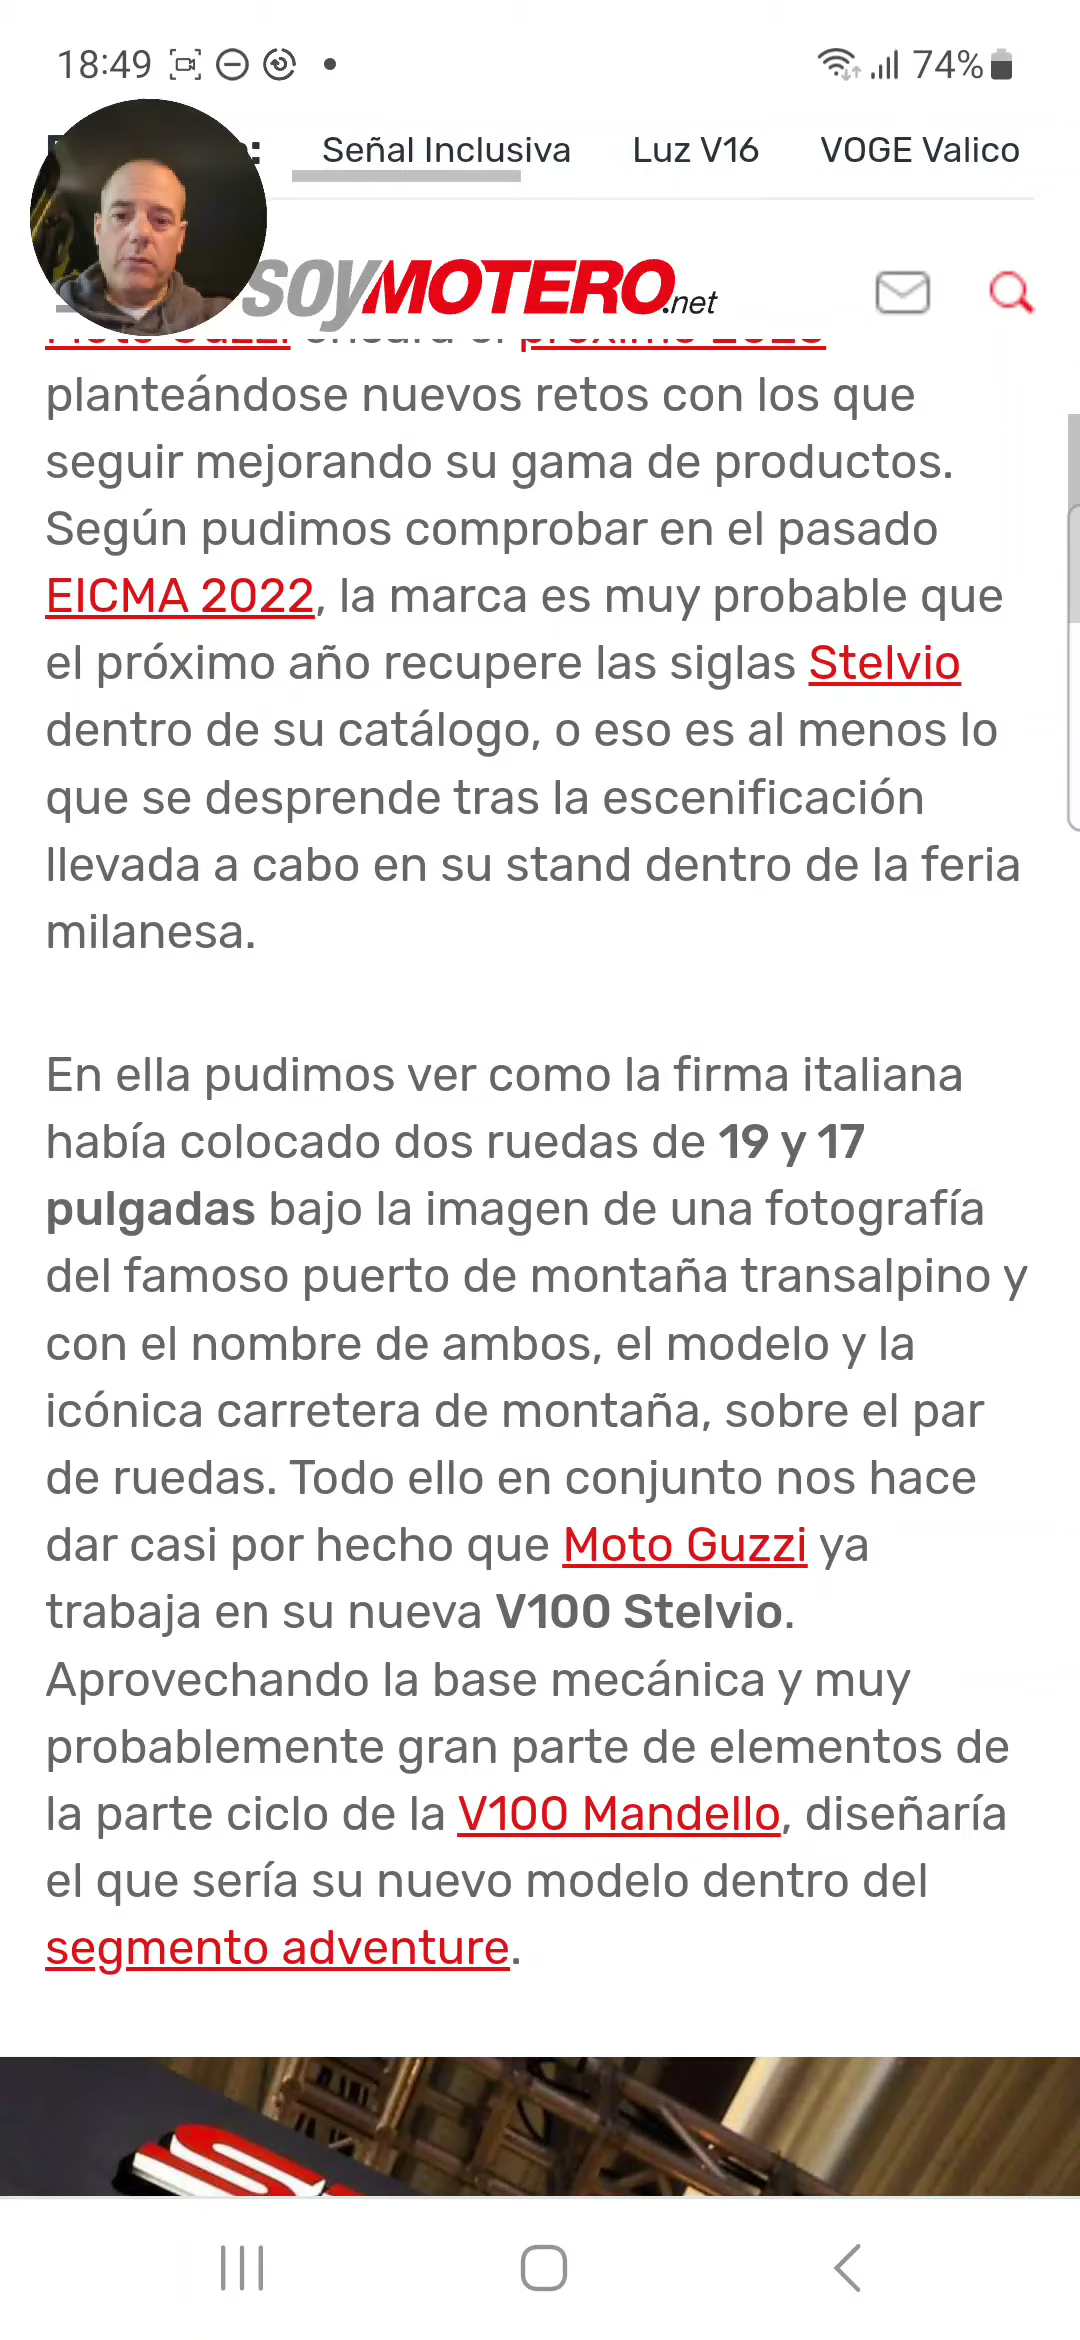 18:49
74%
Señal Inclusiva Luz V16 VOGE Valico
SOYMOTERO.net
planteándose nuevos retos con los que
seguir mejorando su gama de productos.
Según pudimos comprobar en el pasado
EICMA 2022, la marca es muy probable que
el próximo año recupere las siglas Stelvio
dentro de su catálogo, o eso es al menos lo
que se desprende tras la escenificación
llevada a cabo en su stand dentro de la feria
milanesa.
En ella pudimos ver como la firma italiana
había colocado dos ruedas de 19 y 17
pulgadas bajo la imagen de una fotografía
del famoso puerto de montaña transalpino y
con el nombre de ambos, el modelo y la
icónica carretera de montaña, sobre el par
de ruedas. Todo ello en conjunto nos hace
dar casi por hecho que Moto Guzzi ya
trabaja en su nueva V100 Stelvio.
Aprovechando la base mecánica y muy
probablemente gran parte de elementos de
la parte ciclo de la V100 Mandello, diseñaría
el que sería su nuevo modelo dentro del
segmento adventure.